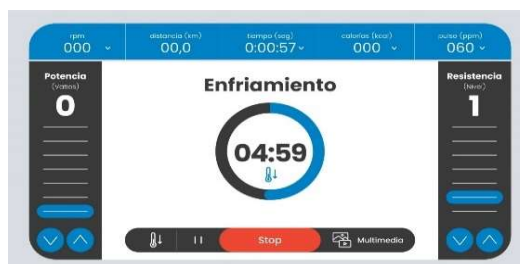 rpm
000
distancia (km)
00,0
tiempo (seg)
0:00:57
calorías (kcal)
000
pulso (ppm)
060
Potencia
(Vatios)
0
Enfriamiento
04:59
Resistencia
(Nivel)
1
Stop
Multimedia